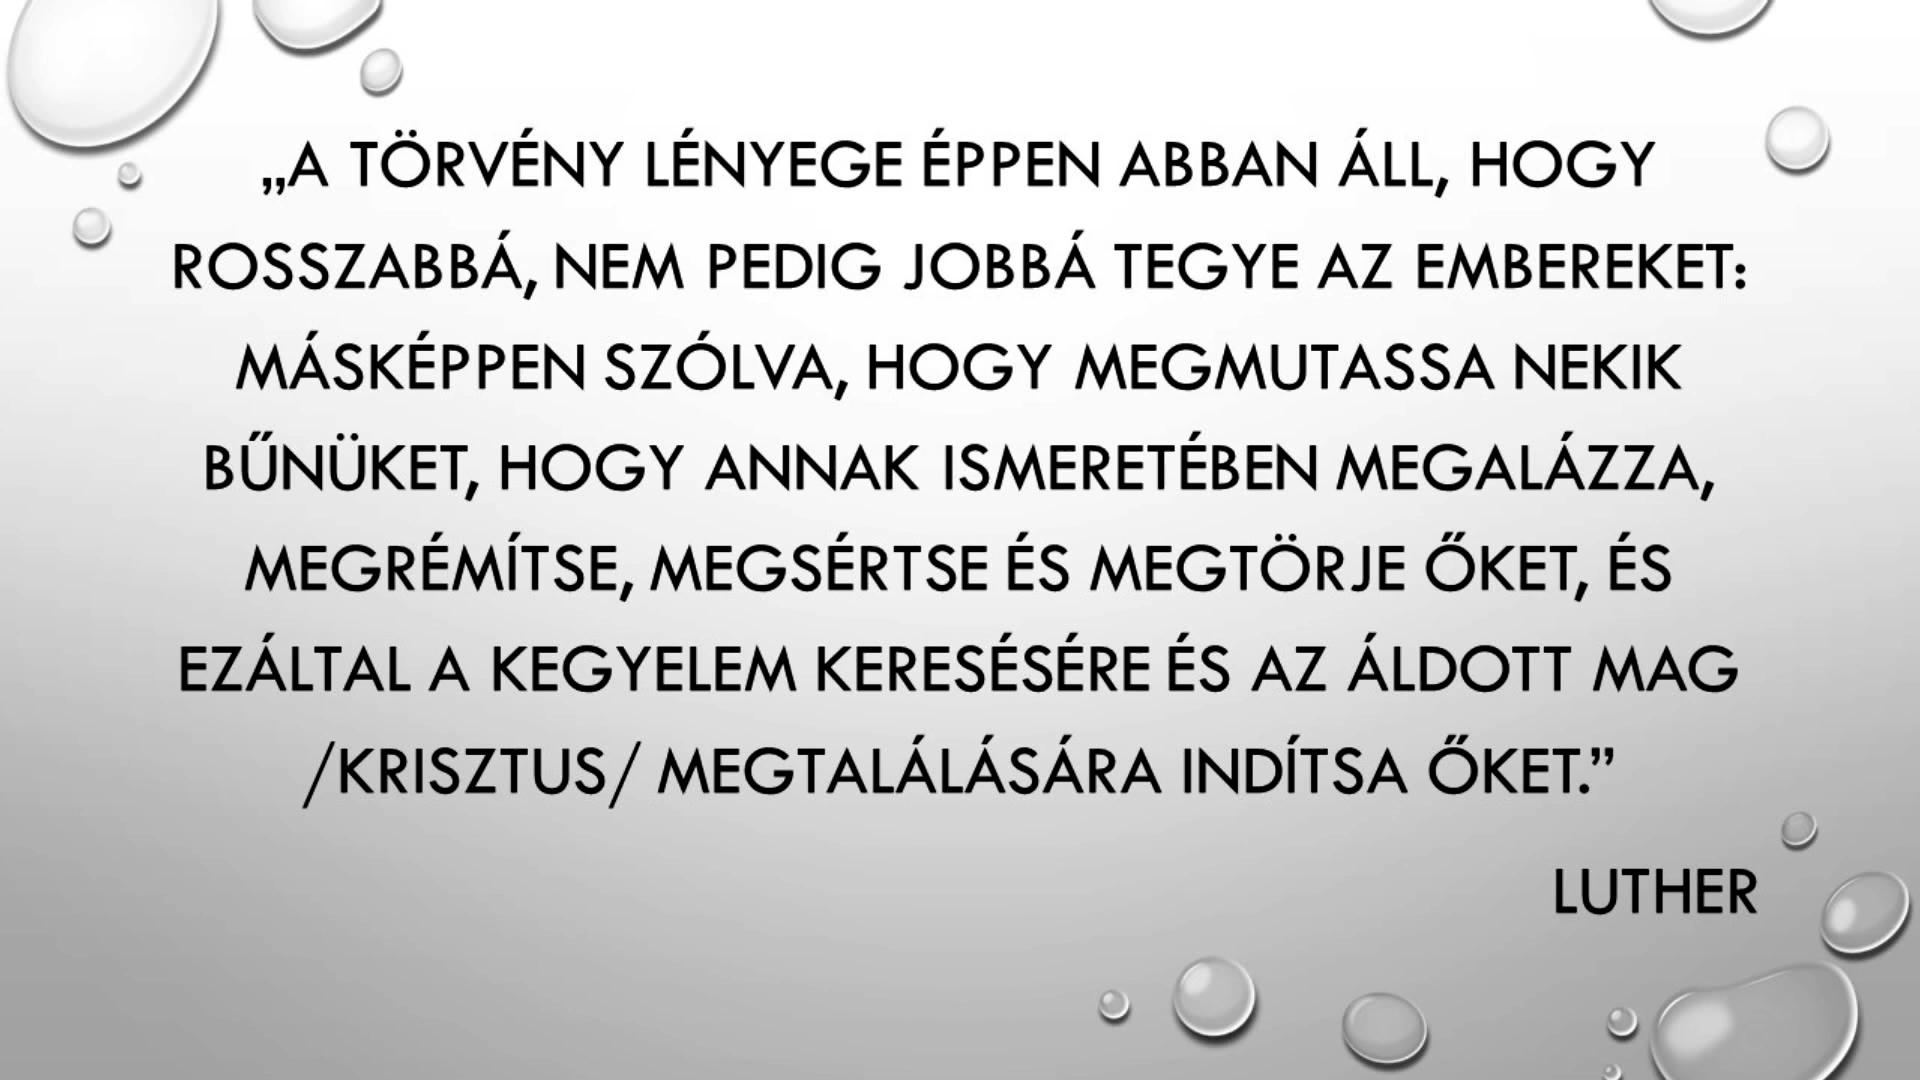 „A TÖRVÉNY LÉNYEGE ÉPPEN ABBAN ÁLL, HOGY
ROSSZABBÁ, NEM PEDIG JOBBÁ TEGYE AZ EMBEREKET:
MÁSKÉPPEN SZÓLVA, HOGY MEGMUTASSA NEKIK
BŰNÜKET, HOGY ANNAK ISMERETÉBEN MEGALÁZZA,
MEGRÉMÍTSE, MEGSÉRTSE ÉS MEGTÖRJE ŐKET, ÉS
EZÁLTAL A KEGYELEM KERESÉSÉRE ÉS AZ ÁLDOTT MAG
/KRISZTUS/ MEGTALÁLÁSÁRA INDÍTSA ŐKET.”
LUTHER